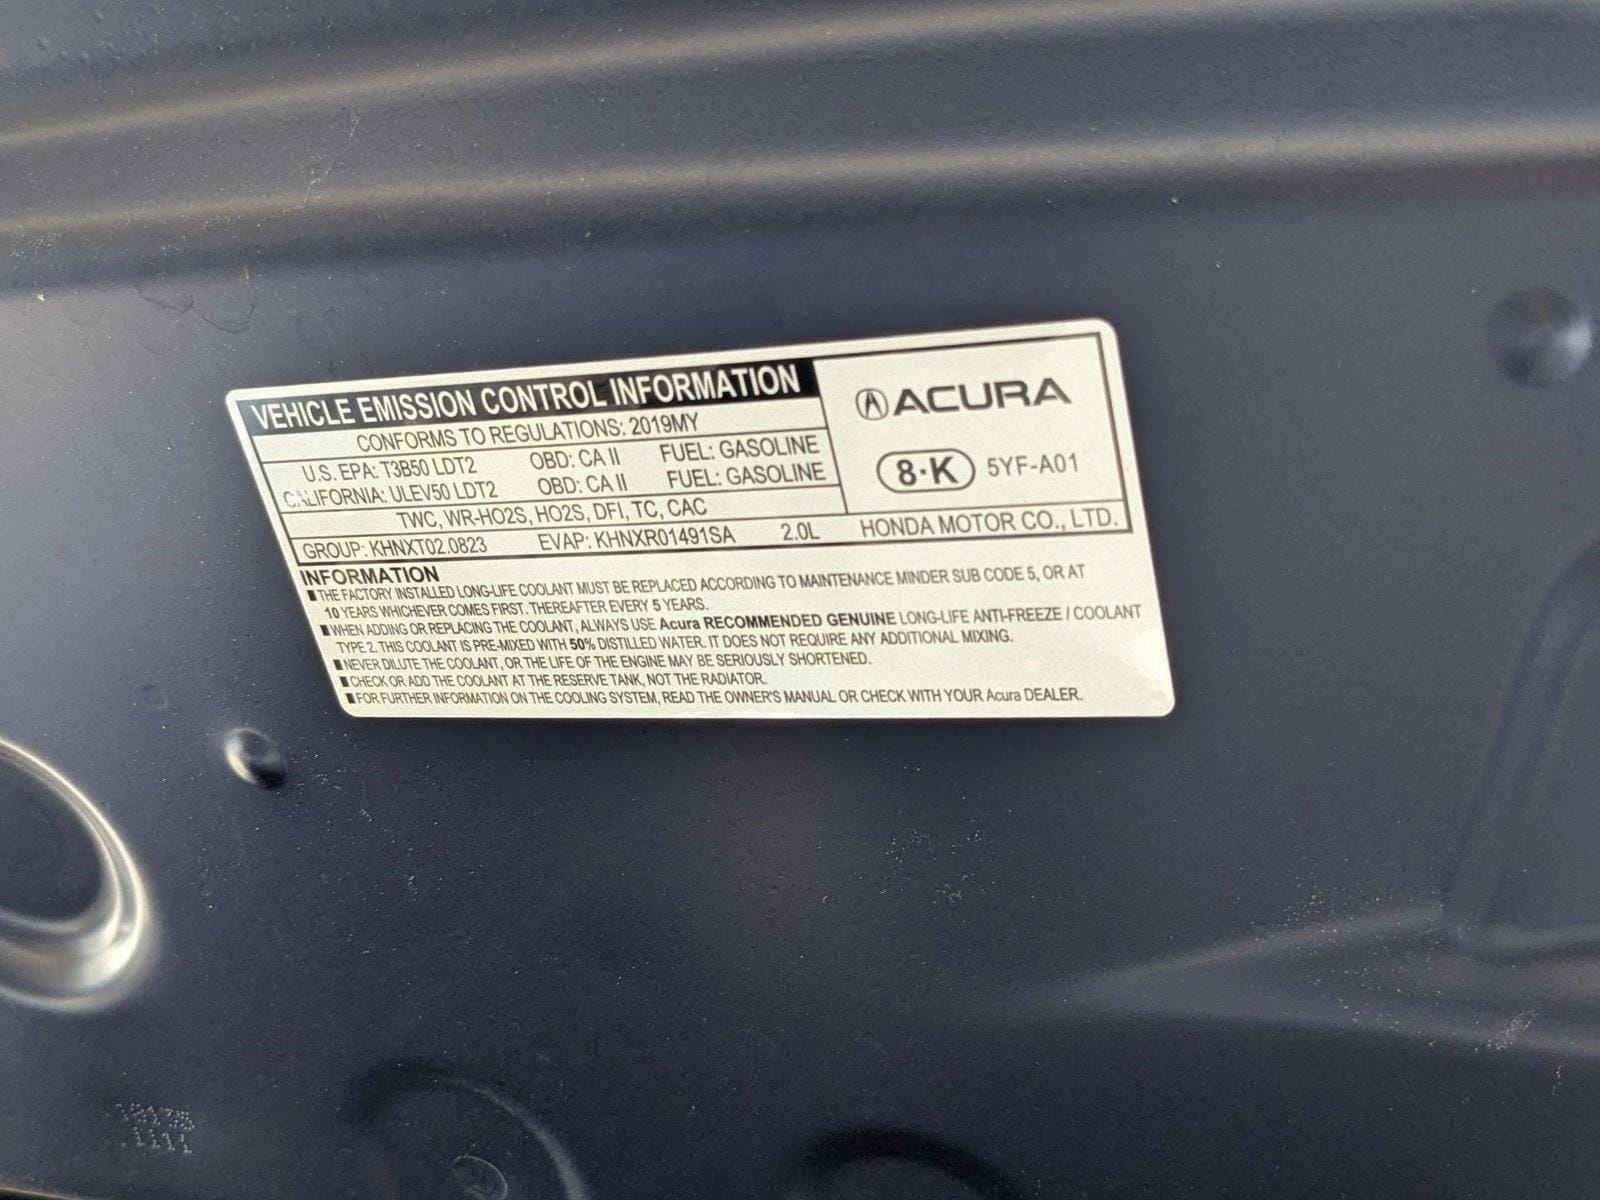 VEHICLE EMISSION CONTROL INFORMATION
CONFORMS TO REGULATIONS: 2019MY
U.S. EPA: T3B50 LDT2 OBD: CA II FUEL: GASOLINE
CALIFORNIA: ULEV50 LDT2 OBD: CA II FUEL: GASOLINE
TWC, WR-HO2S, HO2S, DFI, TC, CAC
GROUP: KHNXT02.0823 EVAP: KHNXR01491SA 2.0L
ACURA
8·K 5YF-A01
HONDA MOTOR CO., LTD.
INFORMATION
■ THE FACTORY INSTALLED LONG-LIFE COOLANT MUST BE REPLACED ACCORDING TO MAINTENANCE MINDER SUB CODE 5, OR AT
10 YEARS WHICHEVER COMES FIRST. THEREAFTER EVERY 5 YEARS.
■ WHEN ADDING OR REPLACING THE COOLANT, ALWAYS USE Acura RECOMMENDED GENUINE LONG-LIFE ANTI-FREEZE / COOLANT
TYPE 2. THIS COOLANT IS PRE-MIXED WITH 50% DISTILLED WATER. IT DOES NOT REQUIRE ANY ADDITIONAL MIXING.
■ NEVER DILUTE THE COOLANT, OR THE LIFE OF THE ENGINE MAY BE SERIOUSLY SHORTENED.
■ CHECK OR ADD THE COOLANT AT THE RESERVE TANK, NOT THE RADIATOR.
■ FOR FURTHER INFORMATION ON THE COOLING SYSTEM, READ THE OWNER'S MANUAL OR CHECK WITH YOUR Acura DEALER.